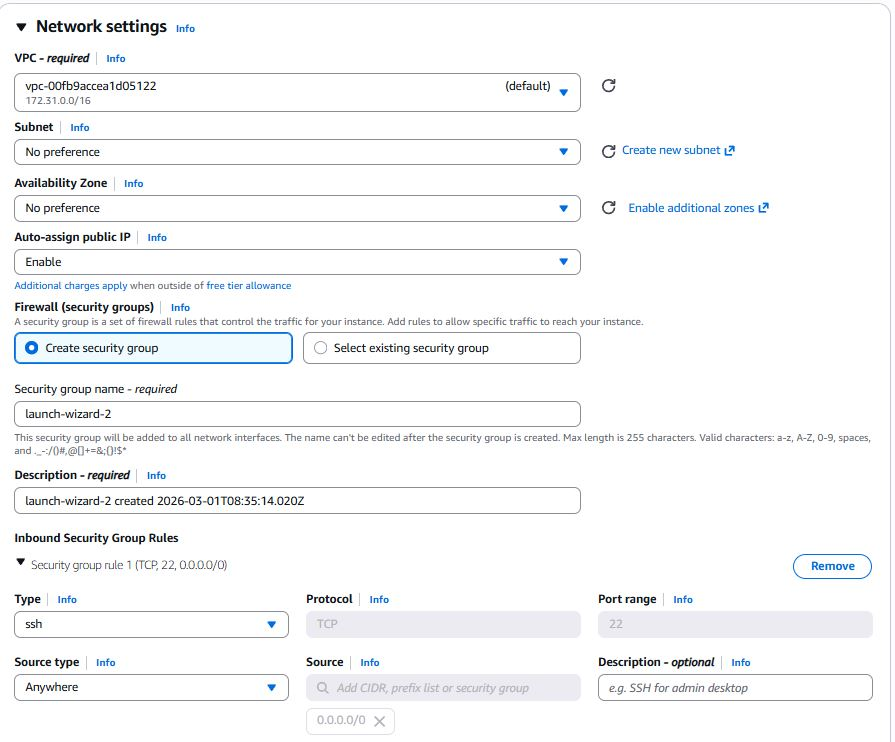 Network settings Info
VPC - required Info
vpc-00fb9accea1d05122 (default)
172.31.0.0/16
Subnet Info
No preference Create new subnet
Availability Zone Info
No preference Enable additional zones
Auto-assign public IP Info
Enable
Additional charges apply when outside of free tier allowance
Firewall (security groups) Info
A security group is a set of firewall rules that control the traffic for your instance. Add rules to allow specific traffic to reach your instance.
Create security group Select existing security group
Security group name - required
launch-wizard-2
This security group will be added to all network interfaces. The name can't be edited after the security group is created. Max length is 255 characters. Valid characters: a-z, A-Z, 0-9, spaces,
and ._-:/()#,@[]+=&;{}!$*
Description - required Info
launch-wizard-2 created 2026-03-01T08:35:14.020Z
Inbound Security Group Rules
Security group rule 1 (TCP, 22, 0.0.0.0/0) Remove
Type Info Protocol Info Port range Info
ssh TCP 22
Source type Info Source Info Description - optional Info
Anywhere Add CIDR, prefix list or security group e.g. SSH for admin desktop
0.0.0.0/0